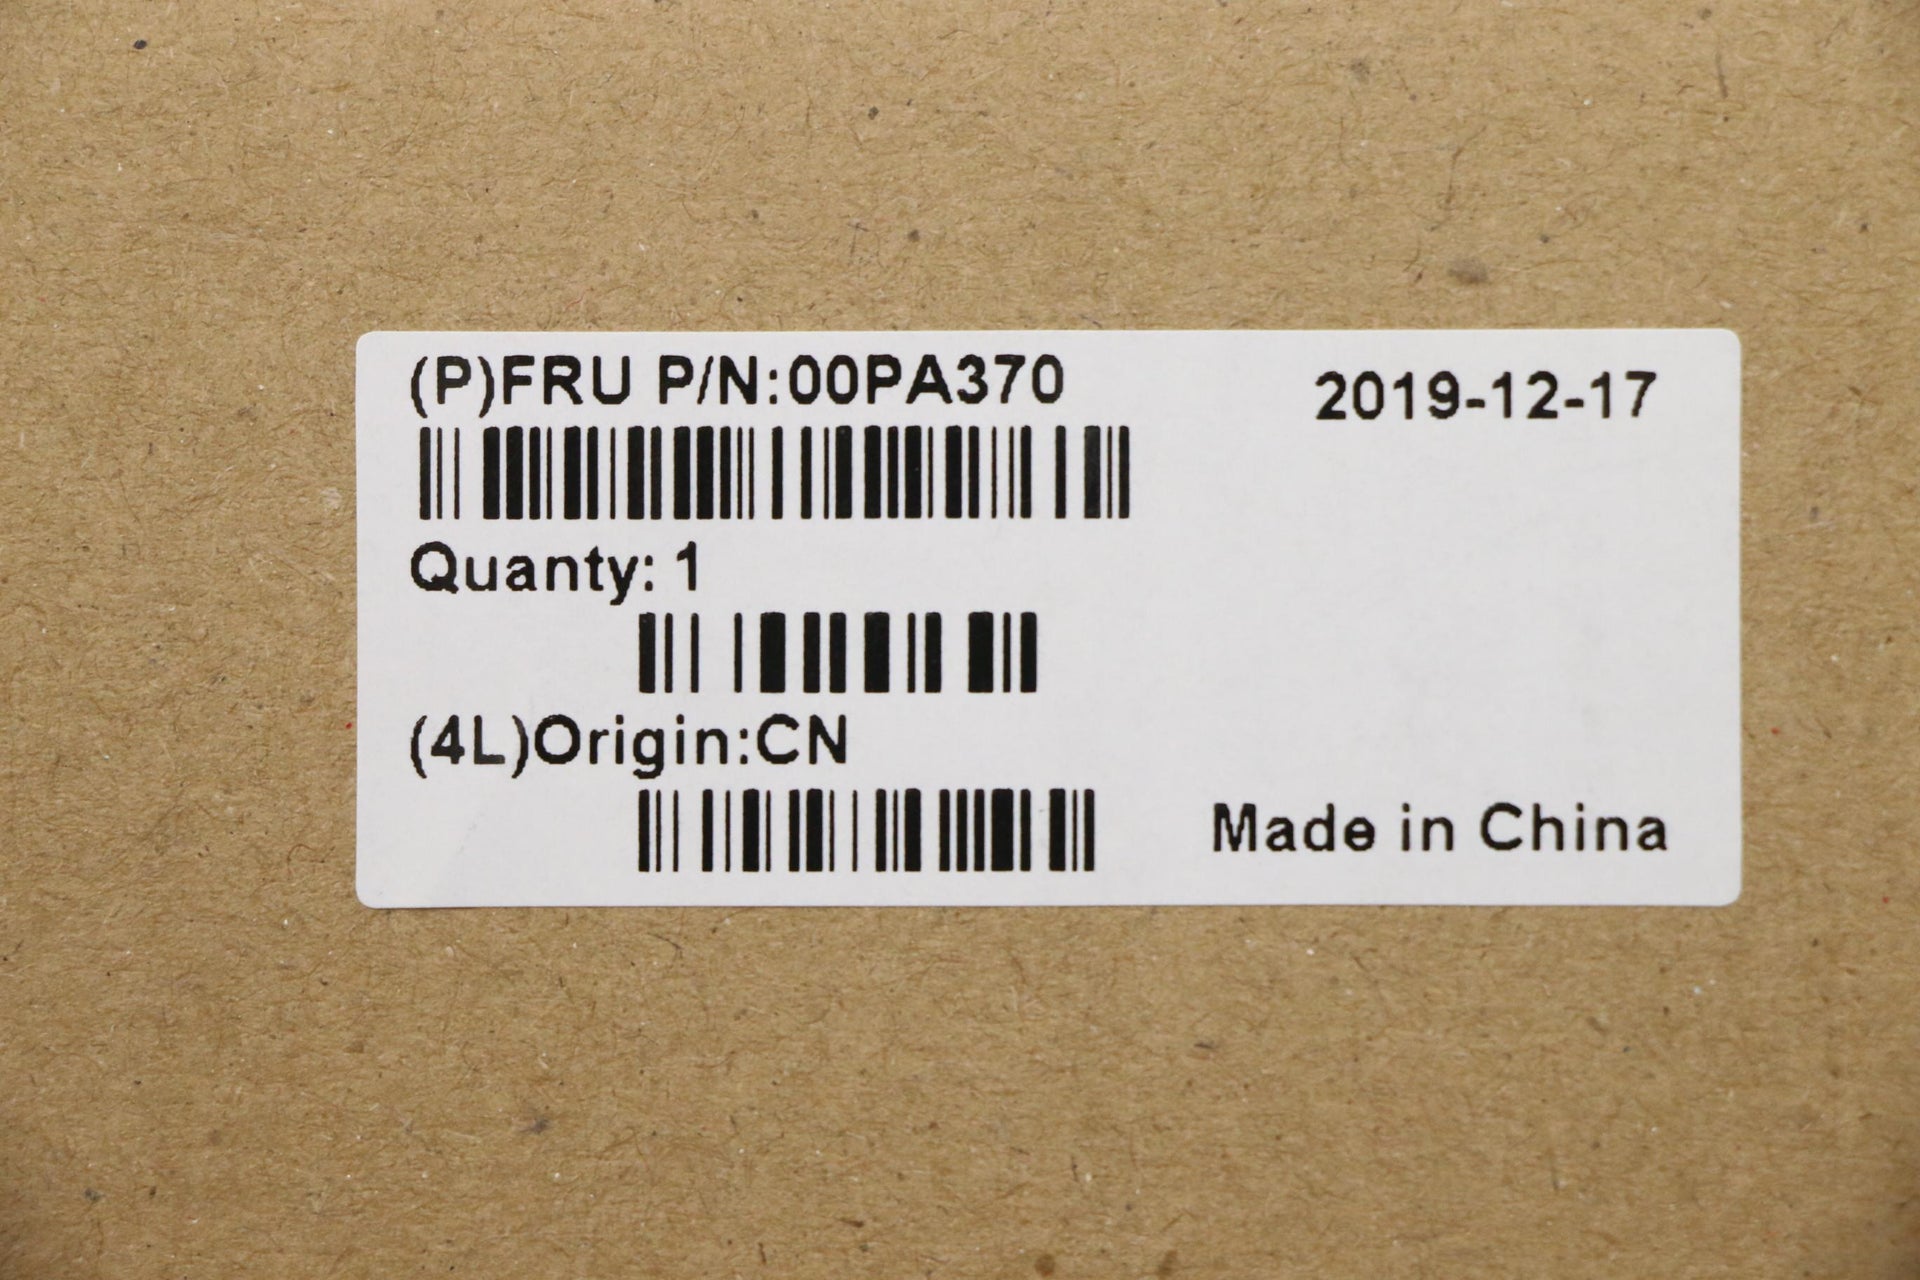 (P)FRU P/N:00PA370
2019-12-17
Quanty: 1
(4L)Origin:CN
Made in China